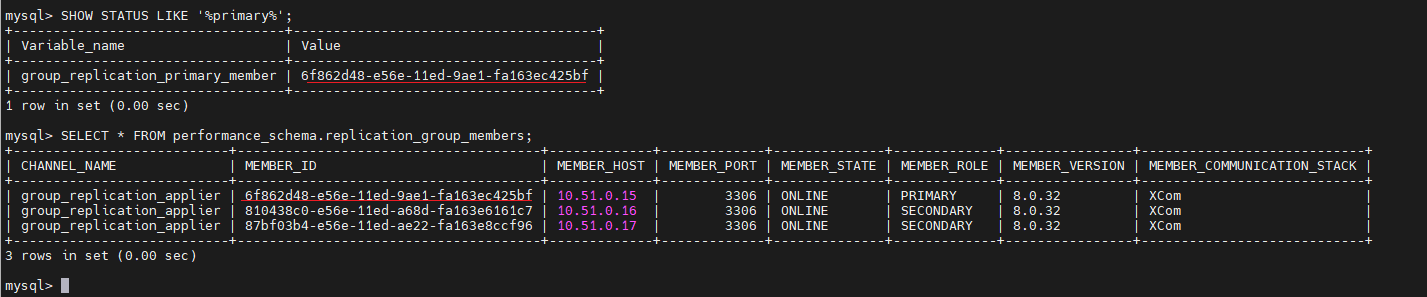 mysql> SHOW STATUS LIKE '%primary%';
+----------------------------------+--------------------------------------+
| Variable_name                    | Value                                |
+----------------------------------+--------------------------------------+
| group_replication_primary_member | 6f862d48-e56e-11ed-9ae1-fa163ec425bf |
+----------------------------------+--------------------------------------+
1 row in set (0.00 sec)
mysql> SELECT * FROM performance_schema.replication_group_members;
+---------------------------+--------------------------------------+-------------+-------------+--------------+-------------+----------------+----------------------------+
| CHANNEL_NAME              | MEMBER_ID                            | MEMBER_HOST | MEMBER_PORT | MEMBER_STATE | MEMBER_ROLE | MEMBER_VERSION | MEMBER_COMMUNICATION_STACK |
+---------------------------+--------------------------------------+-------------+-------------+--------------+-------------+----------------+----------------------------+
| group_replication_applier | 6f862d48-e56e-11ed-9ae1-fa163ec425bf | 10.51.0.15  |        3306 | ONLINE       | PRIMARY     | 8.0.32         | XCom                       |
| group_replication_applier | 810438c0-e56e-11ed-a68d-fa163e6161c7 | 10.51.0.16  |        3306 | ONLINE       | SECONDARY   | 8.0.32         | XCom                       |
| group_replication_applier | 87bf03b4-e56e-11ed-ae22-fa163e8ccf96 | 10.51.0.17  |        3306 | ONLINE       | SECONDARY   | 8.0.32         | XCom                       |
+---------------------------+--------------------------------------+-------------+-------------+--------------+-------------+----------------+----------------------------+
3 rows in set (0.00 sec)
mysql>